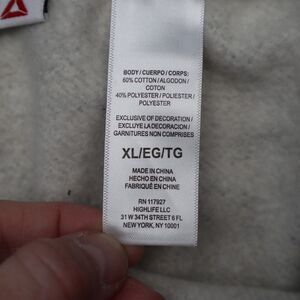 BODY / CUERPO / CORPS:
60% COTTON / ALGODON /
COTON
40% POLYESTER / POLIESTER /
POLYESTER
EXCLUSIVE OF DECORATION /
EXCLUYE LA DECORACION /
GARNITURES NON COMPRISES
XL/EG/TG
MADE IN CHINA
HECHO EN CHINA
FABRIQUÉ EN CHINE
RN 117927
HIGHLIFE LLC
31 W 34TH STREET 6 FL
NEW YORK, NY 10001